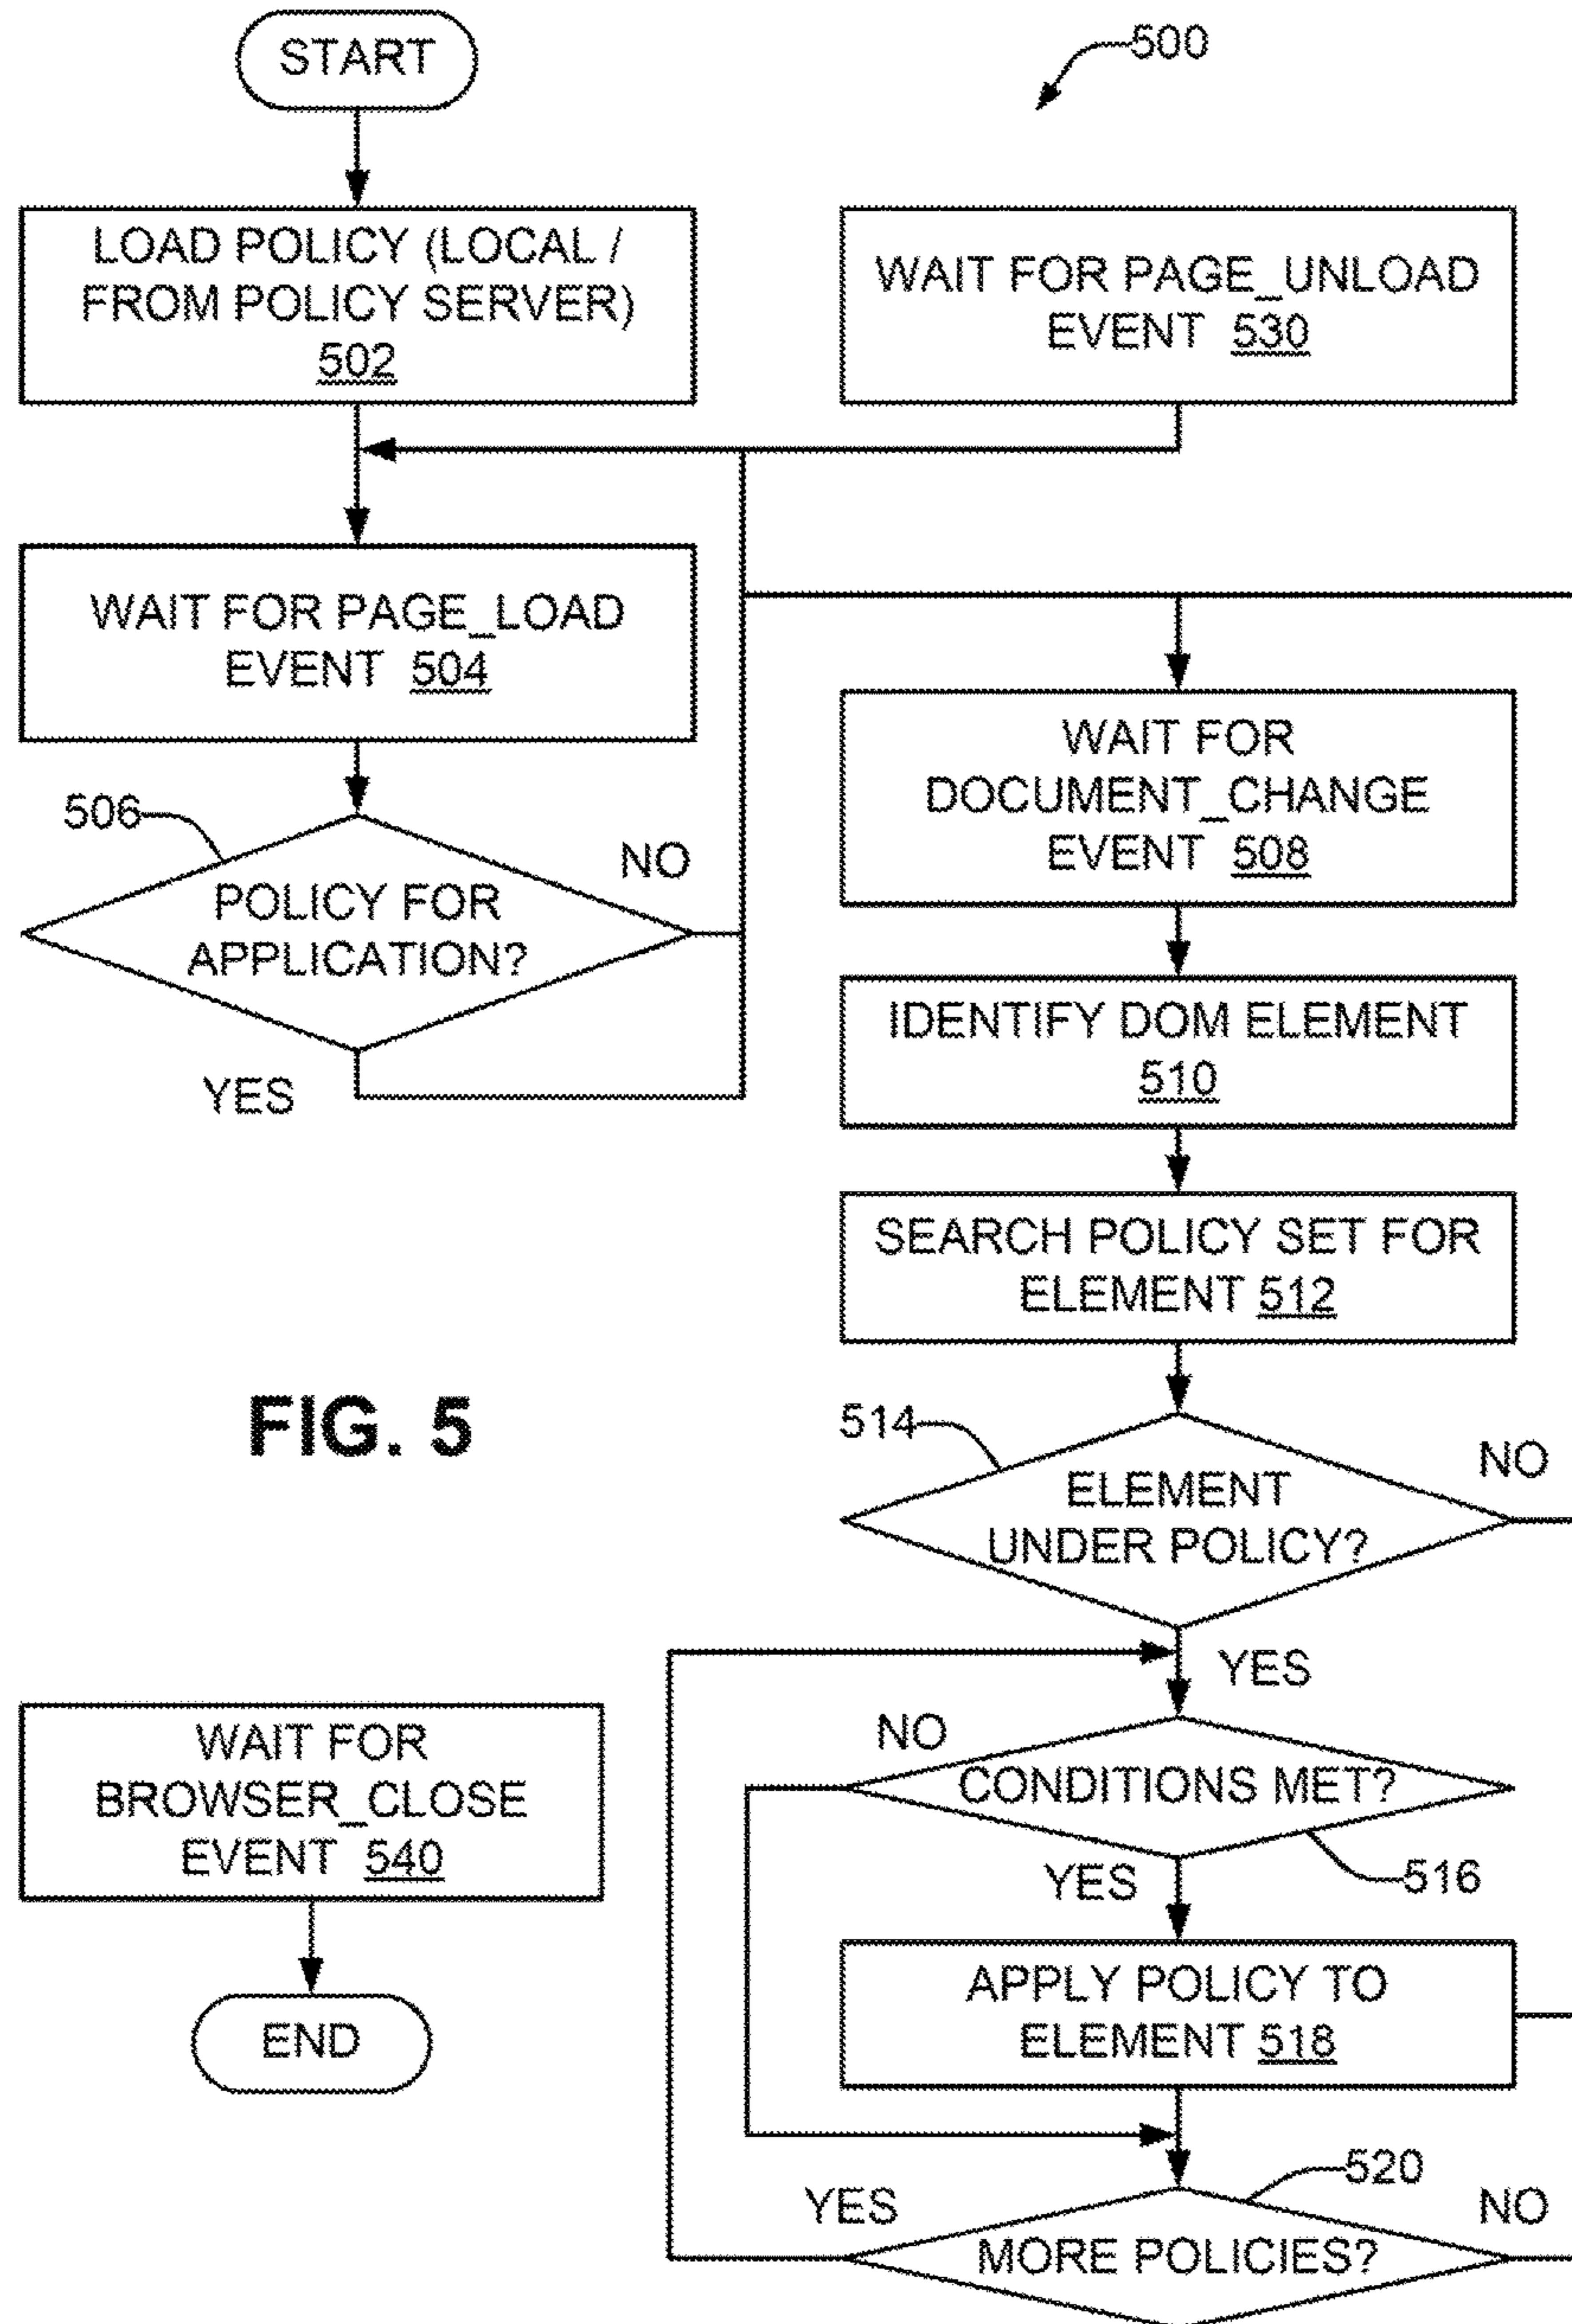 START
500
LOAD POLICY (LOCAL /
FROM POLICY SERVER)
502
WAIT FOR PAGE_UNLOAD
EVENT 530
WAIT FOR PAGE_LOAD
EVENT 504
506
POLICY FOR
APPLICATION?
NO
YES
WAIT FOR
DOCUMENT_CHANGE
EVENT 508
IDENTIFY DOM ELEMENT
510
SEARCH POLICY SET FOR
ELEMENT 512
FIG. 5
514
ELEMENT
UNDER POLICY?
NO
YES
WAIT FOR
BROWSER_CLOSE
EVENT 540
END
NO
CONDITIONS MET?
516
YES
APPLY POLICY TO
ELEMENT 518
520
YES
MORE POLICIES?
NO